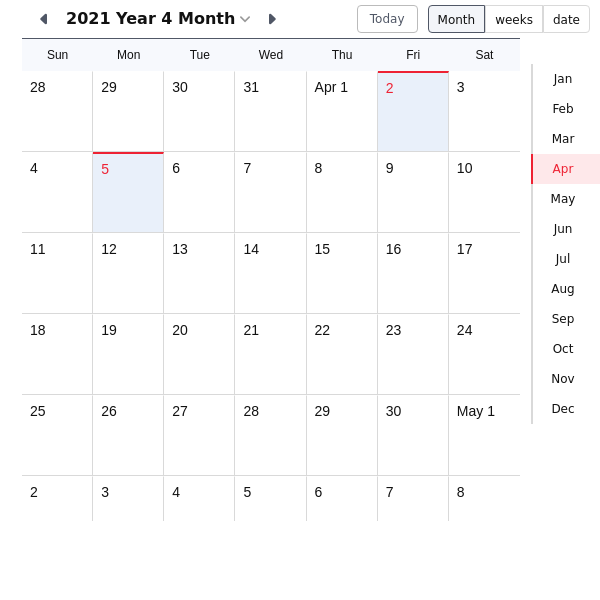 2021 Year 4 Month Today Month weeks date
Sun Mon Tue Wed Thu Fri Sat
28 29 30 31 Apr 1 2 3
4 5 6 7 8 9 10
11 12 13 14 15 16 17
18 19 20 21 22 23 24
25 26 27 28 29 30 May 1
2 3 4 5 6 7 8
Jan
Feb
Mar
Apr
May
Jun
Jul
Aug
Sep
Oct
Nov
Dec